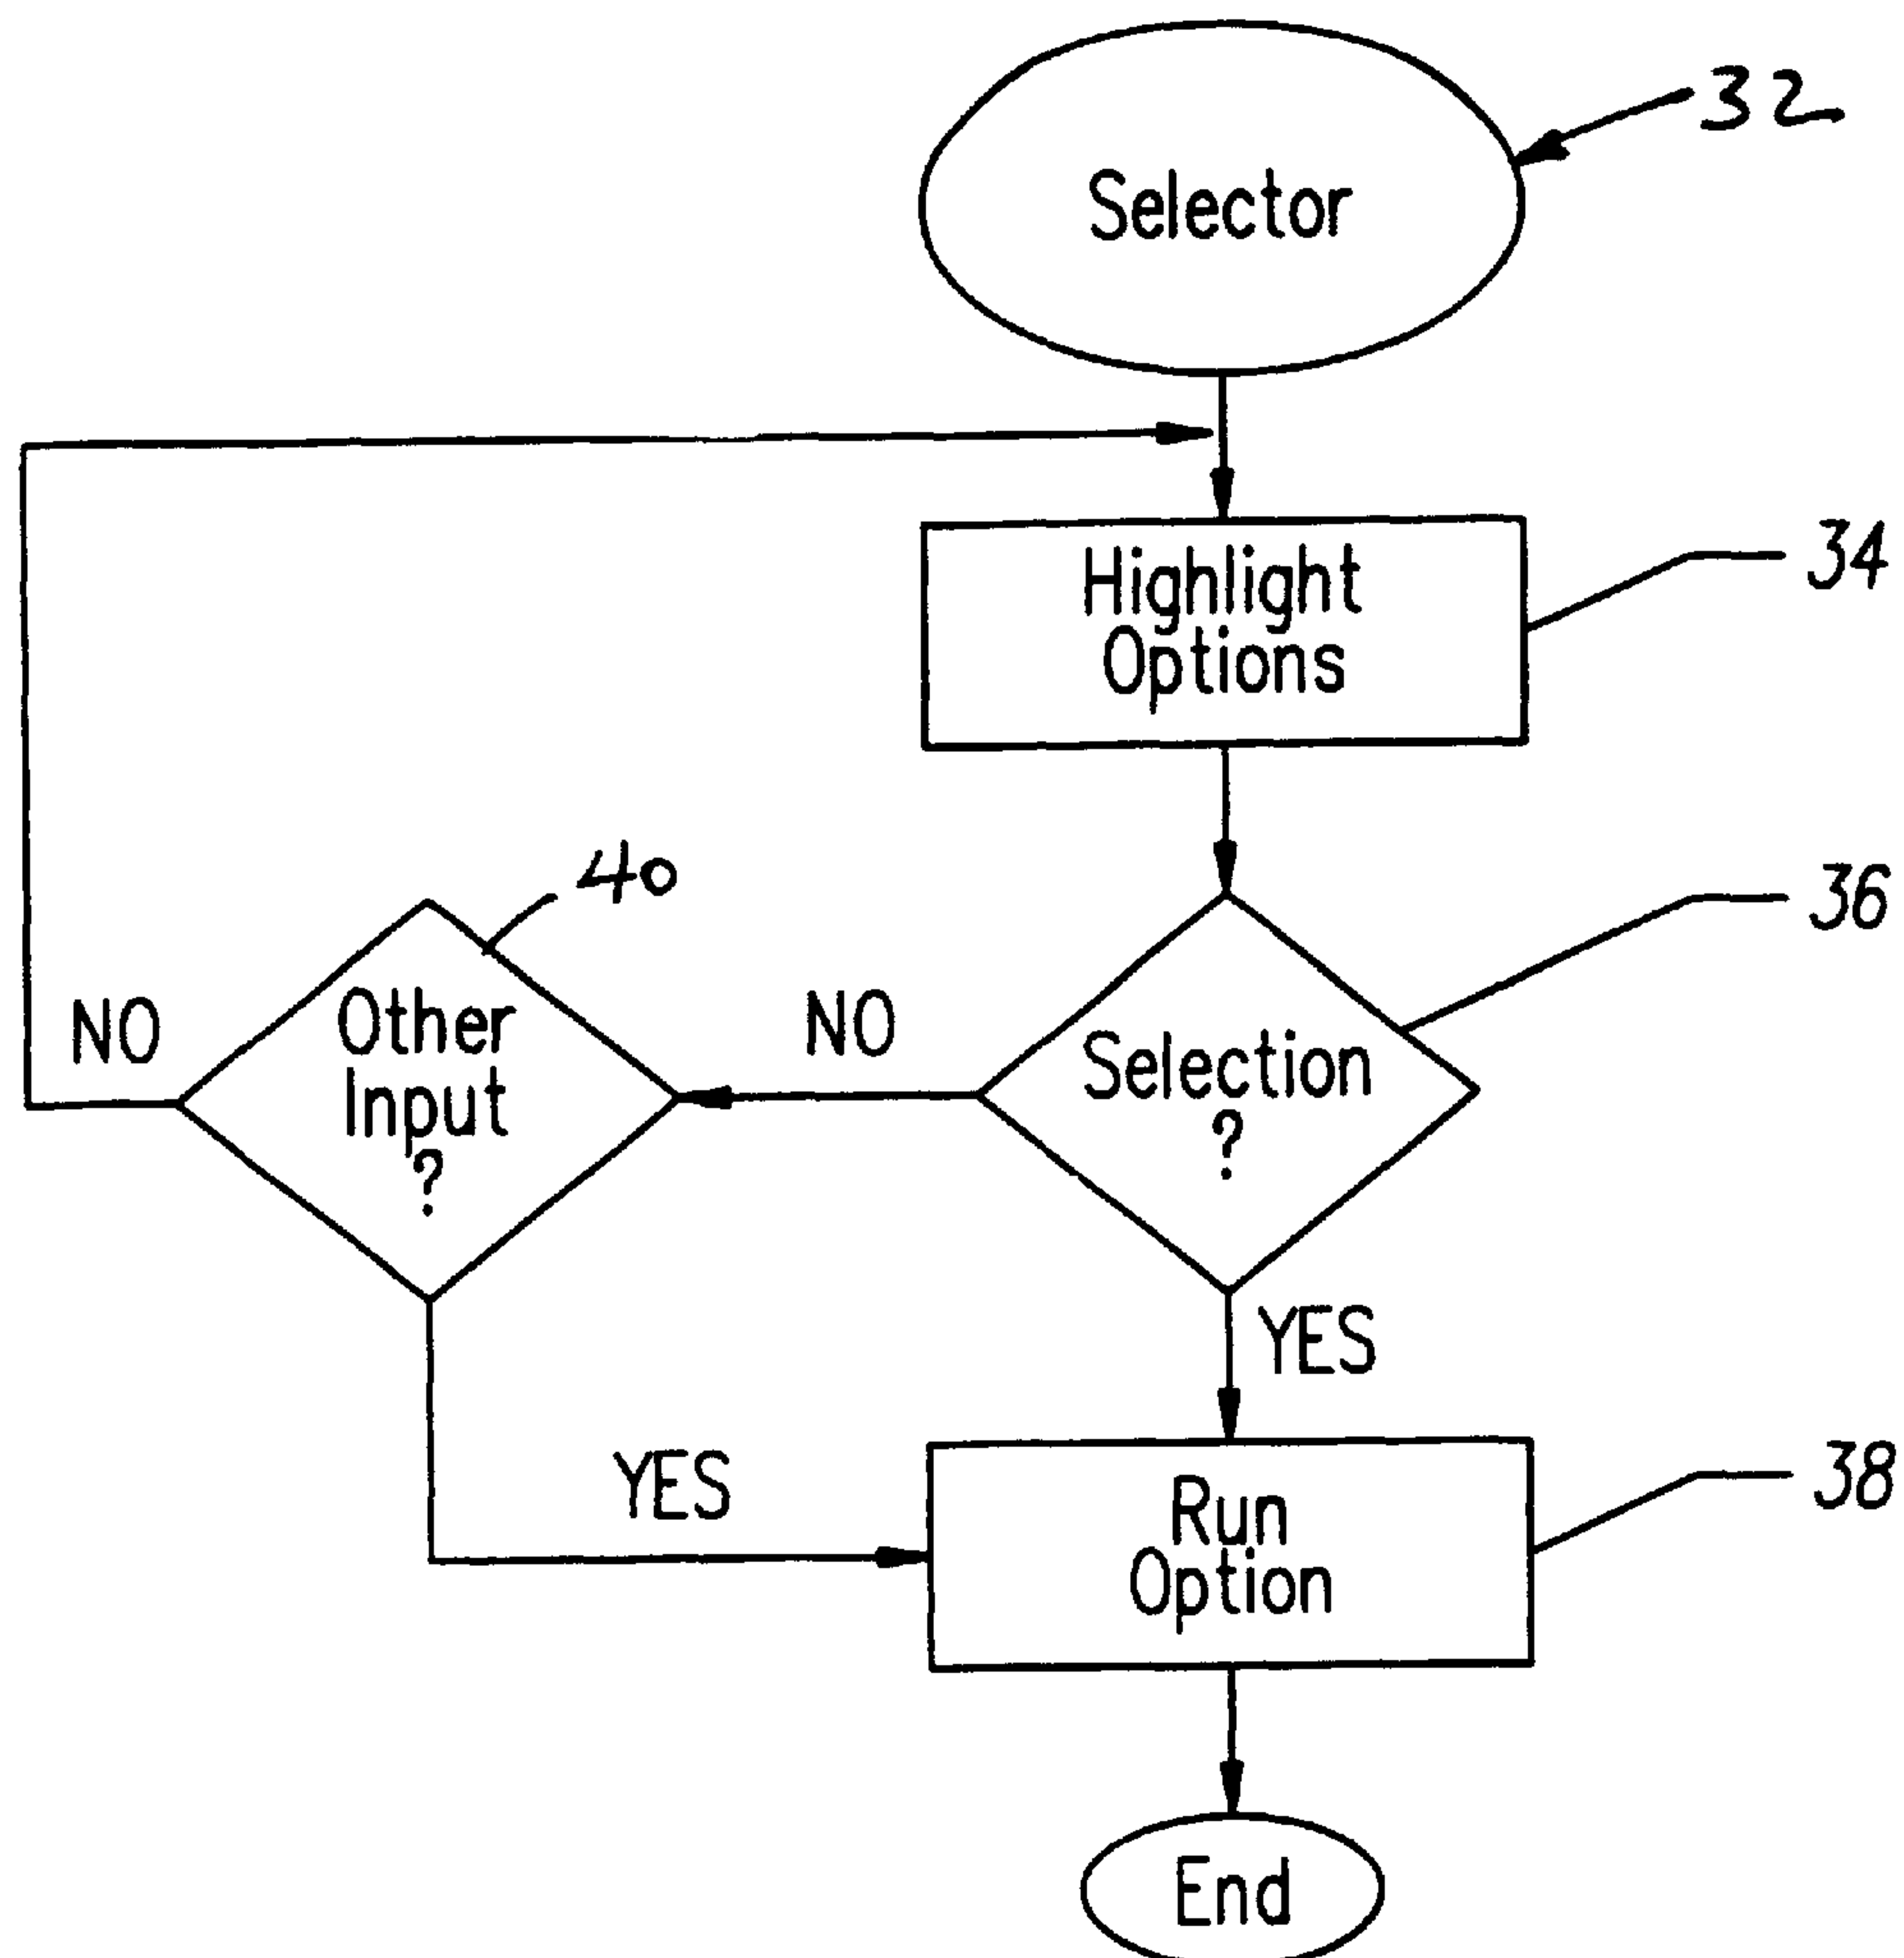 Selector
32
Highlight
Options
34
40
36
NO
Other
Input
?
NO
Selection
?
YES
YES
Run
Option
38
End